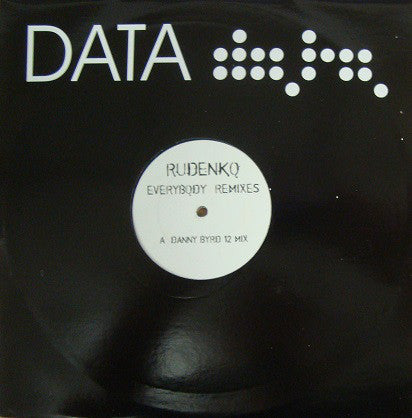 DATA
RUDENKO
EVERYBODY REMIXES
A DANNY BYRD 12 MIX